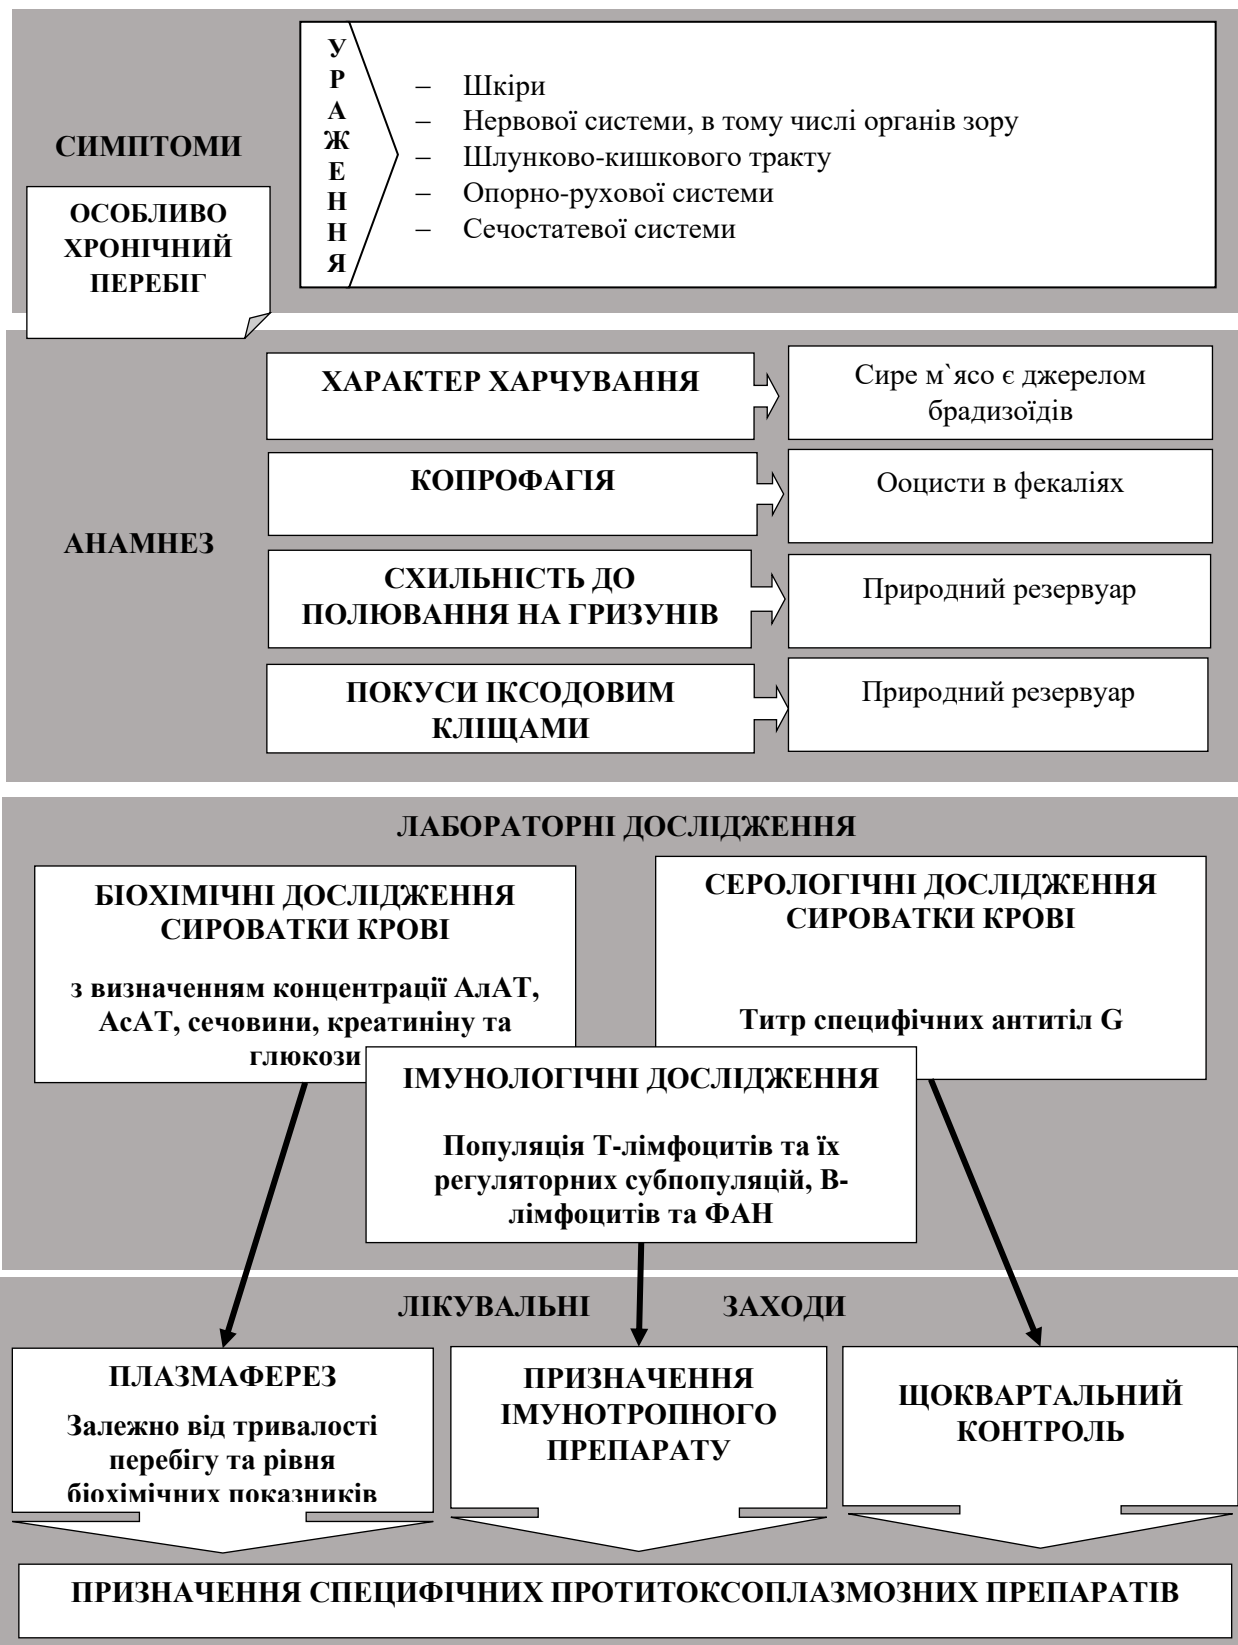 СИМПТОМИ
ОСОБЛИВО
ХРОНІЧНИЙ
ПЕРЕБІГ
У
Р
А
Ж
Е
Н
Н
Я
– Шкіри
– Нервової системи, в тому числі органів зору
– Шлунково-кишкового тракту
– Опорно-рухової системи
– Сечостатевої системи
АНАМНЕЗ
ХАРАКТЕР ХАРЧУВАННЯ
Сире м`ясо є джерелом
брадизоїдів
КОПРОФАГІЯ
Ооцисти в фекаліях
СХИЛЬНІСТЬ ДО
ПОЛЮВАННЯ НА ГРИЗУНІВ
Природний резервуар
ПОКУСИ ІКСОДОВИМ
КЛІЩАМИ
Природний резервуар
ЛАБОРАТОРНІ ДОСЛІДЖЕННЯ
БІОХІМІЧНІ ДОСЛІДЖЕННЯ
СИРОВАТКИ КРОВІ
з визначенням концентрації АлАТ,
АсАТ, сечовини, креатиніну та
глюкози
СЕРОЛОГІЧНІ ДОСЛІДЖЕННЯ
СИРОВАТКИ КРОВІ
Титр специфічних антитіл G
ІМУНОЛОГІЧНІ ДОСЛІДЖЕННЯ
Популяція Т-лімфоцитів та їх
регуляторних субпопуляцій, В-
лімфоцитів та ФАН
ЛІКУВАЛЬНІ ЗАХОДИ
ПЛАЗМАФЕРЕЗ
Залежно від тривалості
перебігу та рівня
біохімічних показників
ПРИЗНАЧЕННЯ
ІМУНОТРОПНОГО
ПРЕПАРАТУ
ЩОКВАРТАЛЬНИЙ
КОНТРОЛЬ
ПРИЗНАЧЕННЯ СПЕЦИФІЧНИХ ПРОТИТОКСОПЛАЗМОЗНИХ ПРЕПАРАТІВ